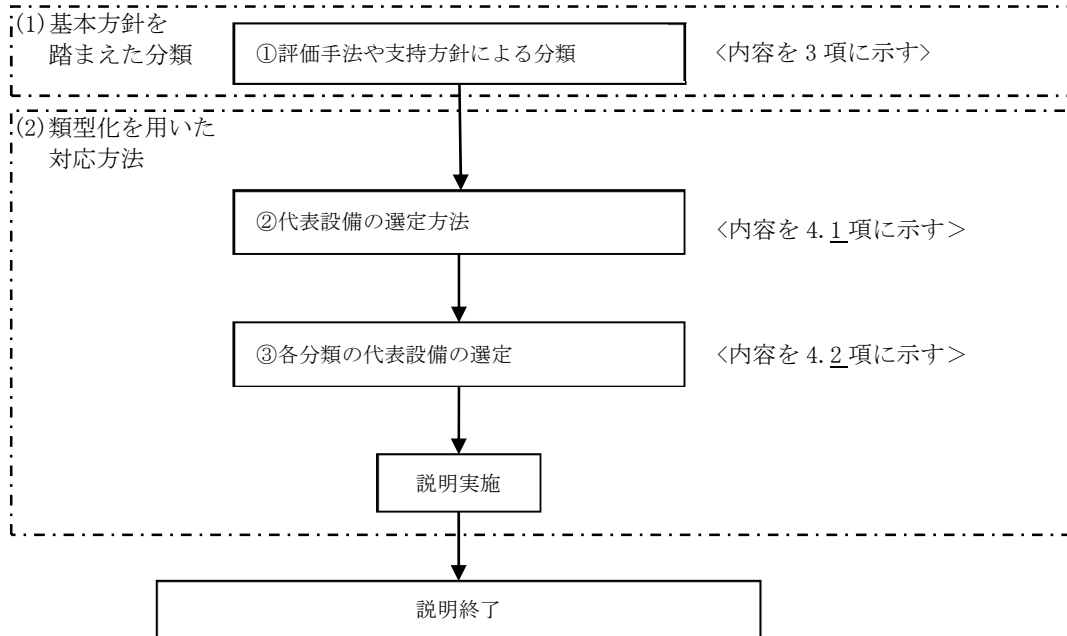 (1)基本方針を
踏まえた分類
①評価手法や支持方針による分類
<内容を 3 項に示す>
(2)類型化を用いた
対応方法
②代表設備の選定方法
<内容を 4.1 項に示す>
③各分類の代表設備の選定
<内容を 4.2 項に示す>
説明実施
説明終了